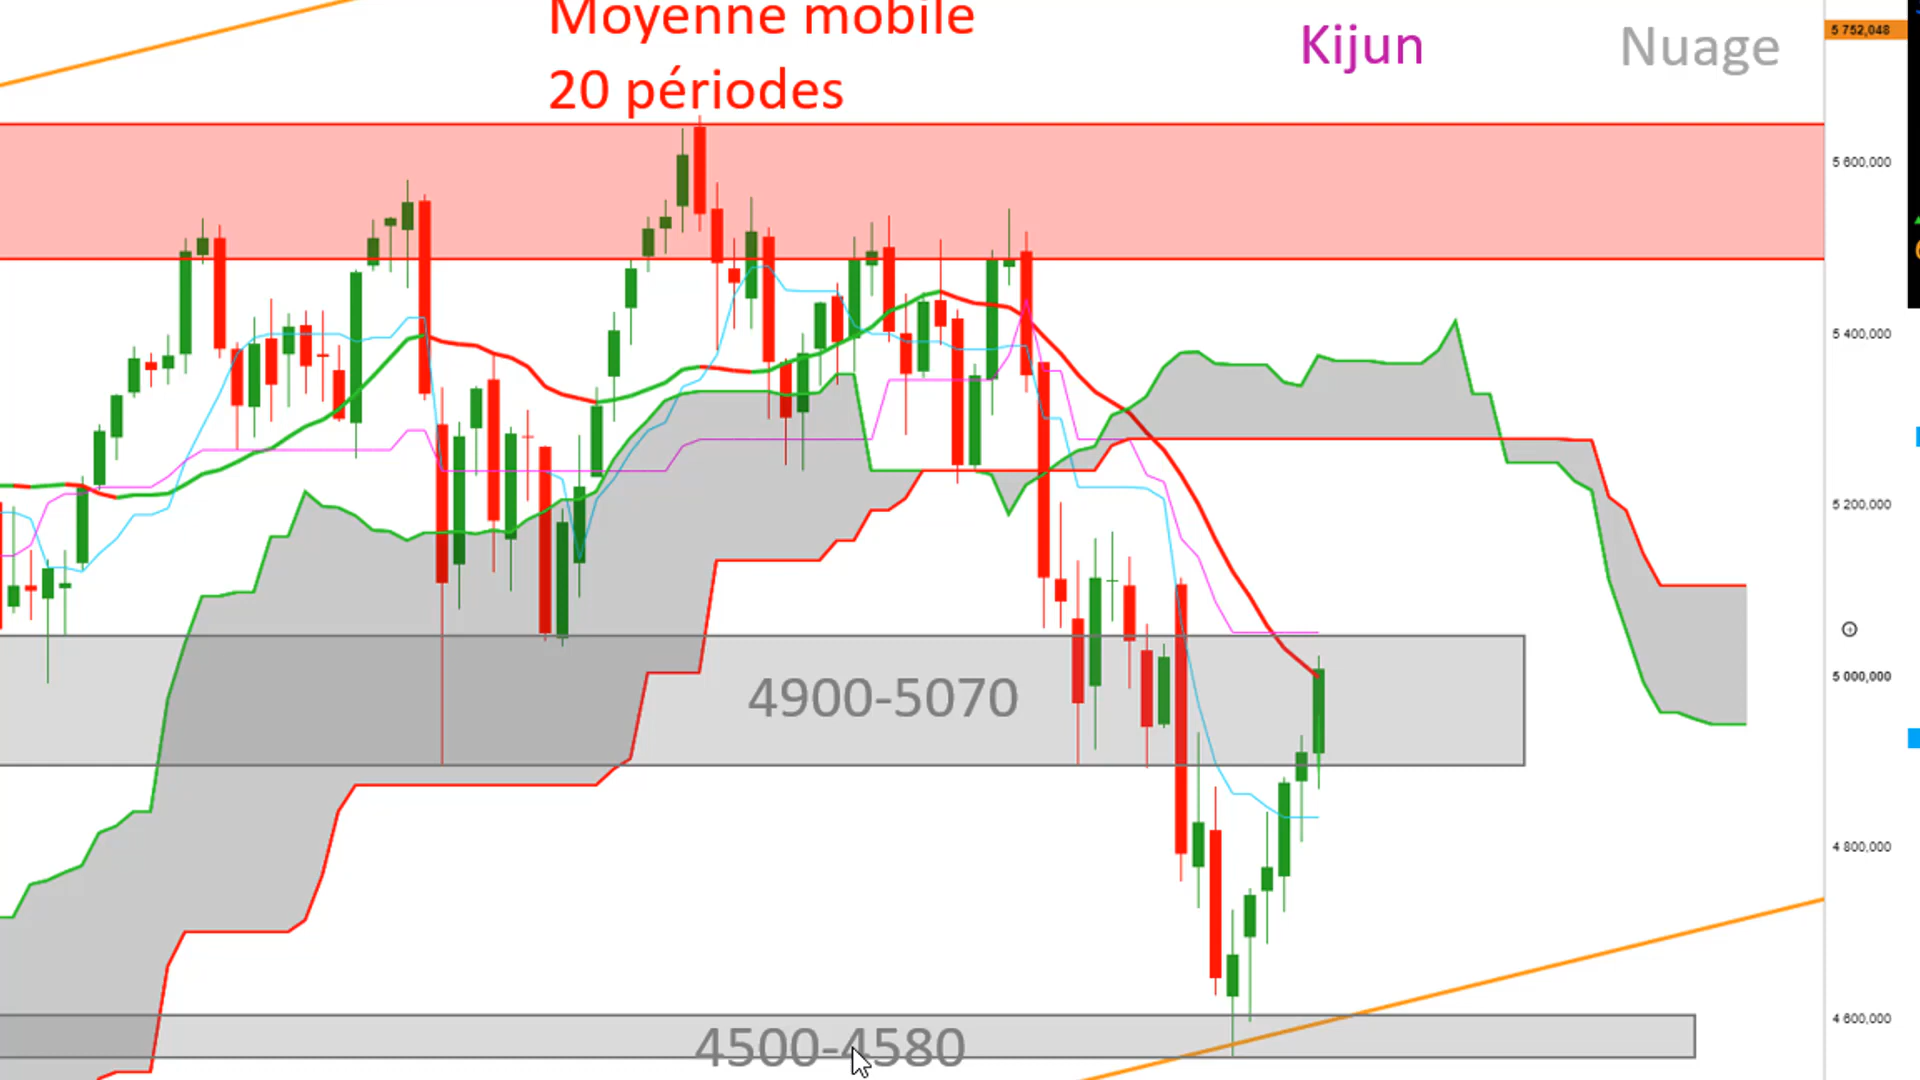 Moyenne mobile
20 périodes
Kijun
Nuage
5 752,048
5 600,000
5 400,000
5 200,000
4900-5070
5 000,000
4 800,000
4 600,000
4500-4580